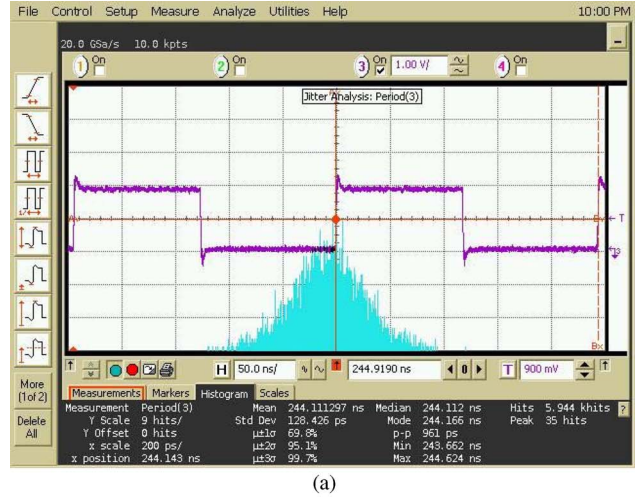 File Control Setup Measure Analyze Utilities Help 10:00 PM
20.0 GSa/s 10.0 kpts
1 On 2 On 3 On 1.00 V/ 4 On
Jitter Analysis: Period(3)
T
More
(1of 2)
Delete
All
H 50.0 ns/ 244.9190 ns 0 T 900 mV
Measurements Markers Histogram Scales
Measurement Period(3) Mean 244.111297 ns Median 244.112 ns Hits 5.944 khits ?
Y Scale 9 hits/ Std Dev 128.426 ps Mode 244.166 ns Peak 35 hits
Y Offset 0 hits μ±1σ 69.8% p-p 961 ps
x scale 200 ps/ μ±2σ 95.1% Min 243.662 ns
x position 244.143 ns μ±3σ 99.7% Max 244.624 ns
(a)